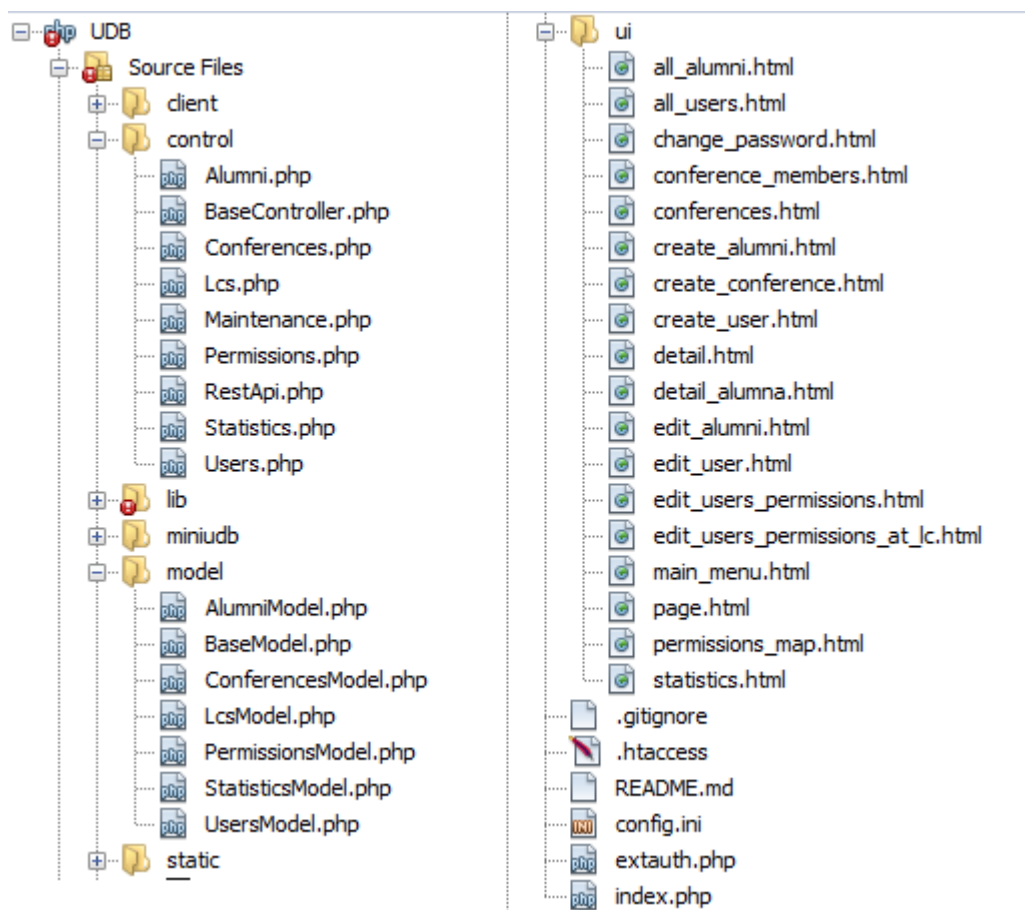 UDB
Source Files
client
control
Alumni.php
BaseController.php
Conferences.php
Lcs.php
Maintenance.php
Permissions.php
RestApi.php
Statistics.php
Users.php
lib
miniudb
model
AlumniModel.php
BaseModel.php
ConferencesModel.php
LcsModel.php
PermissionsModel.php
StatisticsModel.php
UsersModel.php
static
ui
all_alumni.html
all_users.html
change_password.html
conference_members.html
conferences.html
create_alumni.html
create_conference.html
create_user.html
detail.html
detail_alumna.html
edit_alumni.html
edit_user.html
edit_users_permissions.html
edit_users_permissions_at_lc.html
main_menu.html
page.html
permissions_map.html
statistics.html
.gitignore
.htaccess
README.md
config.ini
extauth.php
index.php